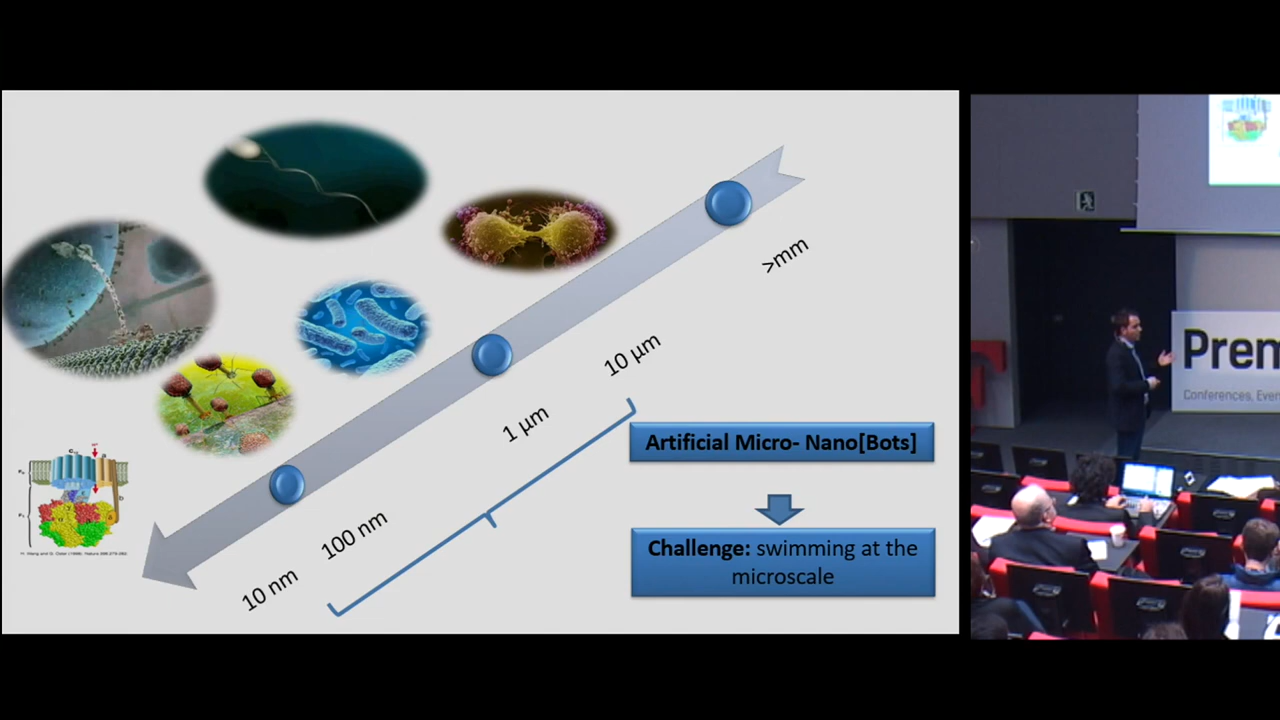 >mm
10 µm
1 µm
100 nm
10 nm
Artificial Micro- Nano[Bots]
Challenge: swimming at the
microscale
Prem
Conferences, Even